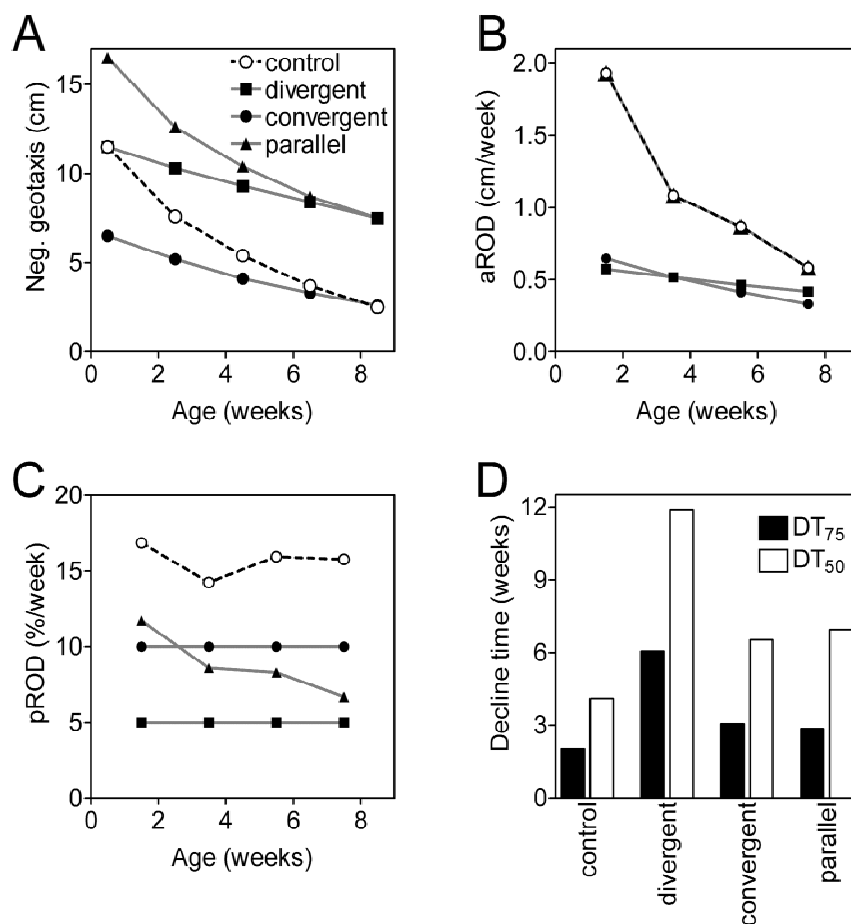 A
15
10
5
0
Neg. geotaxis (cm)
0 2 4 6 8
Age (weeks)
control
divergent
convergent
parallel
B
2.0
1.5
1.0
0.5
0.0
aROD (cm/week)
0 2 4 6 8
Age (weeks)
C
20
15
10
5
0
pROD (%/week)
0 2 4 6 8
Age (weeks)
D
12
9
6
3
0
Decline time (weeks)
DT75
DT50
control
divergent
convergent
parallel